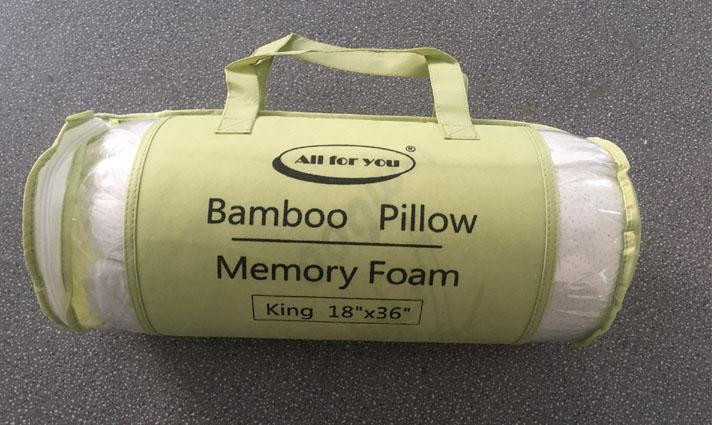 All for you®
Bamboo Pillow
Memory Foam
King 18"x36"